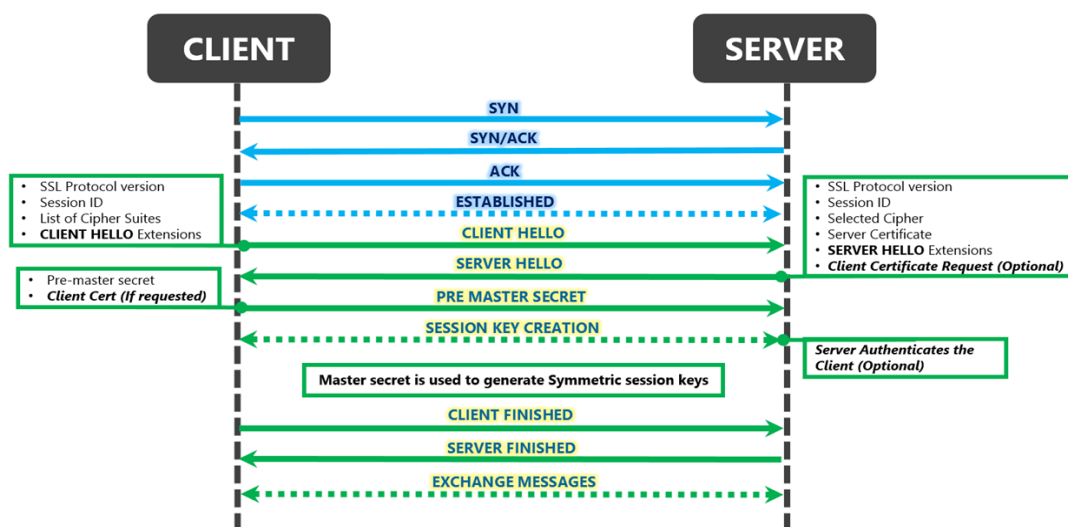 CLIENT
SERVER
SYN
SYN/ACK
ACK
ESTABLISHED
• SSL Protocol version
• Session ID
• List of Cipher Suites
• CLIENT HELLO Extensions
• SSL Protocol version
• Session ID
• Selected Cipher
• Server Certificate
• SERVER HELLO Extensions
• Client Certificate Request (Optional)
CLIENT HELLO
SERVER HELLO
• Pre-master secret
• Client Cert (If requested)
PRE MASTER SECRET
SESSION KEY CREATION
Server Authenticates the
Client (Optional)
Master secret is used to generate Symmetric session keys
CLIENT FINISHED
SERVER FINISHED
EXCHANGE MESSAGES